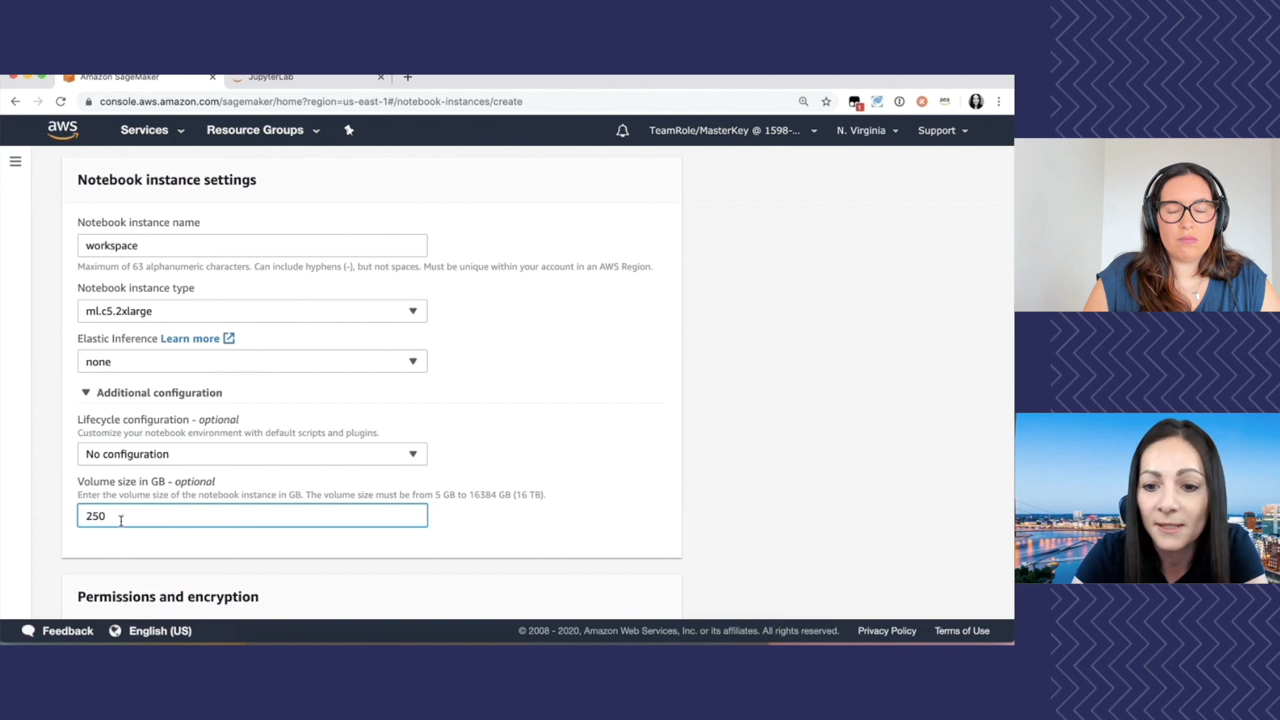 Amazon SageMaker
JupyterLab
console.aws.amazon.com/sagemaker/home?region=us-east-1#/notebook-instances/create
aws
Services
Resource Groups
TeamRole/MasterKey @ 1598-...
N. Virginia
Support
Notebook instance settings
Notebook instance name
workspace
Maximum of 63 alphanumeric characters. Can include hyphens (-), but not spaces. Must be unique within your account in an AWS Region.
Notebook instance type
ml.c5.2xlarge
Elastic Inference Learn more
none
Additional configuration
Lifecycle configuration - optional
Customize your notebook environment with default scripts and plugins.
No configuration
Volume size in GB - optional
Enter the volume size of the notebook instance in GB. The volume size must be from 5 GB to 16384 GB (16 TB).
250
Permissions and encryption
Feedback
English (US)
© 2008 - 2020, Amazon Web Services, Inc. or its affiliates. All rights reserved.
Privacy Policy
Terms of Use